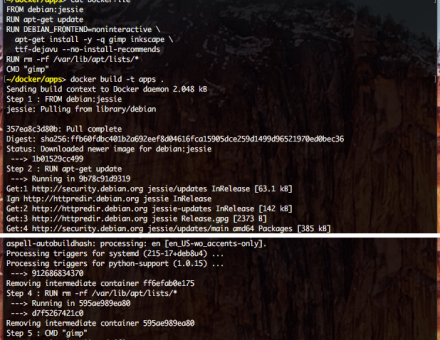 ~/docker/apps> cat dockerfile
FROM debian:jessie
RUN apt-get update
RUN DEBIAN_FRONTEND=noninteractive \
apt-get install -y -q gimp inkscape \
ttf-dejavu --no-install-recommends
RUN rm -rf /var/lib/apt/lists/*
CMD "gimp"
~/docker/apps> docker build -t apps .
Sending build context to Docker daemon 2.048 kB
Step 1 : FROM debian:jessie
jessie: Pulling from library/debian
357ea8c3d80b: Pull complete
Digest: sha256:ffb60fdbc401b2a692eef8d04616fca15905dce259d1499d96521970ed0bec36
Status: Downloaded newer image for debian:jessie
---> 1b01529cc499
Step 2 : RUN apt-get update
---> Running in 9b78c91d9319
Get:1 http://security.debian.org jessie/updates InRelease [63.1 kB]
Ign http://httpredir.debian.org jessie InRelease
Get:2 http://httpredir.debian.org jessie-updates InRelease [142 kB]
Get:3 http://httpredir.debian.org jessie Release.gpg [2373 B]
Get:4 http://security.debian.org jessie/updates/main amd64 Packages [385 kB]
aspell-autobuildhash: processing: en [en_US-wo_accents-only].
Processing triggers for systemd (215-17+deb8u4) ...
Processing triggers for python-support (1.0.15) ...
---> 912686834370
Removing intermediate container ff6efab0e175
Step 4 : RUN rm -rf /var/lib/apt/lists/*
---> Running in 595ae989ea80
---> d7f5267421c0
Removing intermediate container 595ae989ea80
Step 5 : CMD "gimp"